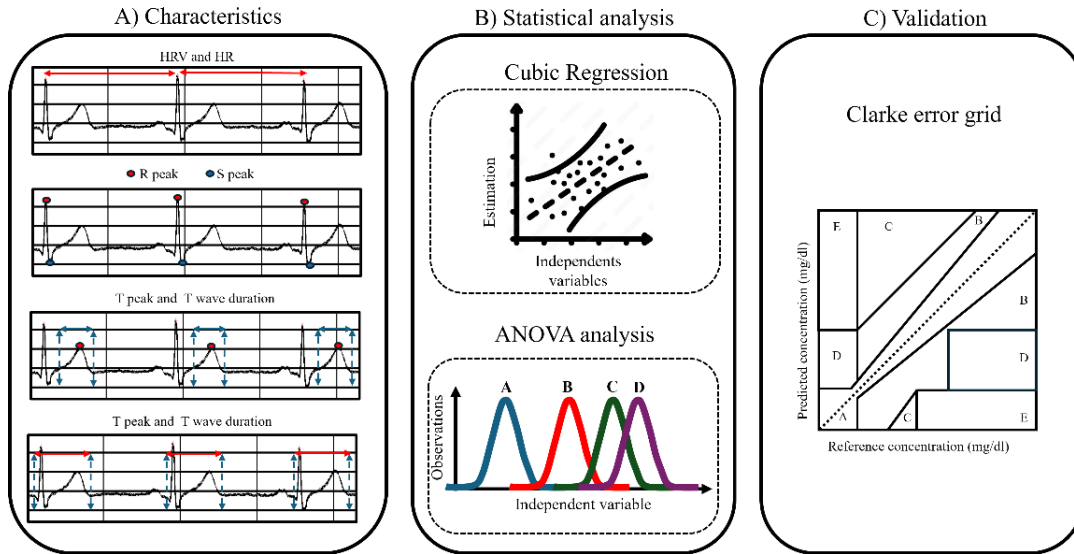 A) Characteristics
HRV and HR
R peak S peak
T peak and T wave duration
T peak and T wave duration
B) Statistical analysis
Cubic Regression
Estimation
Independents
variables
ANOVA analysis
A B C D
Observations
Independent variable
C) Validation
Clarke error grid
Predicted concentration (mg/dl)
E C B
B
D D
A C E
Reference concentration (mg/dl)